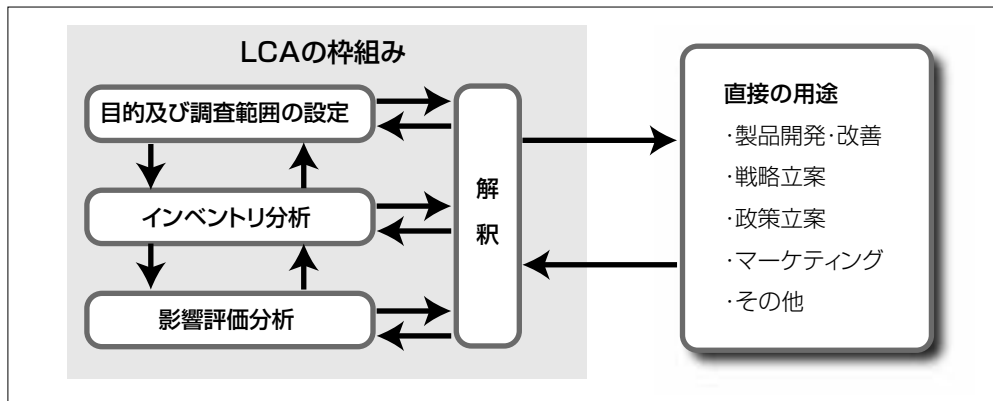 LCAの枠組み
目的及び調査範囲の設定
インベントリ分析
影響評価分析
解
釈
直接の用途
・製品開発・改善
・戦略立案
・政策立案
・マーケティング
・その他